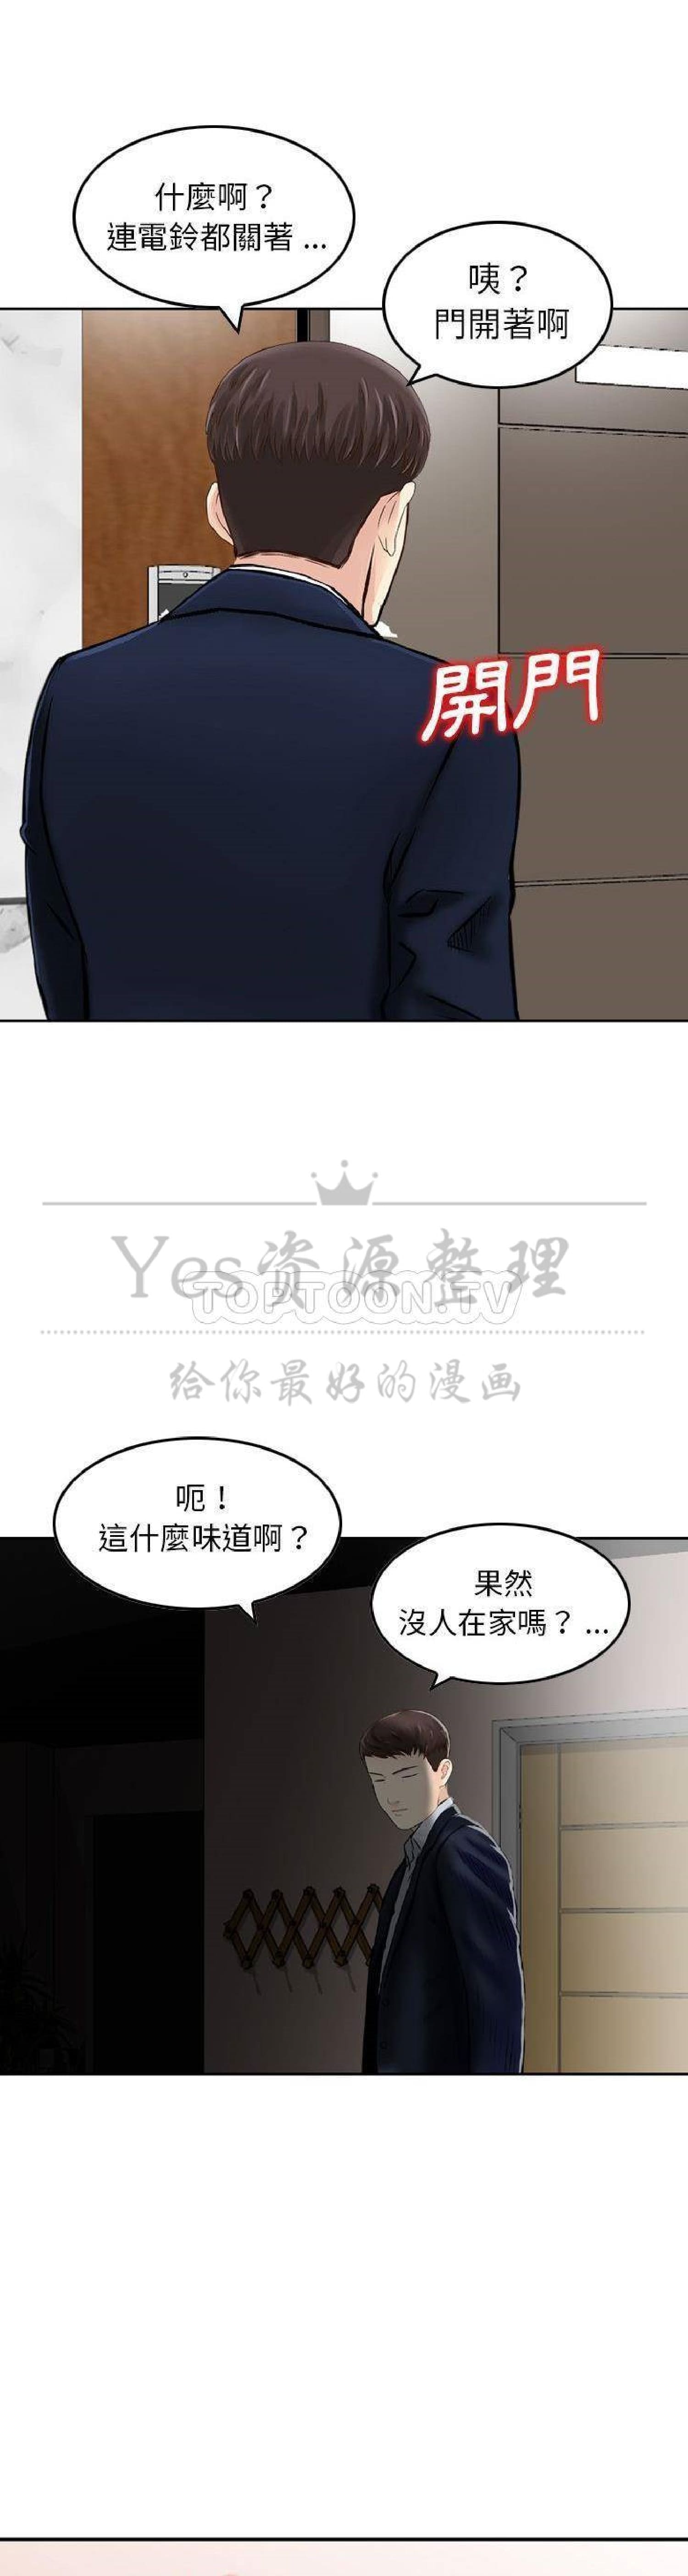 什麼啊？
連電鈴都關著 ...
咦？
門開著啊
開門
Yes资源整理
TOPTOON.TV
给你最好的漫画
呃！
這什麼味道啊？
果然
沒人在家嗎？ ...